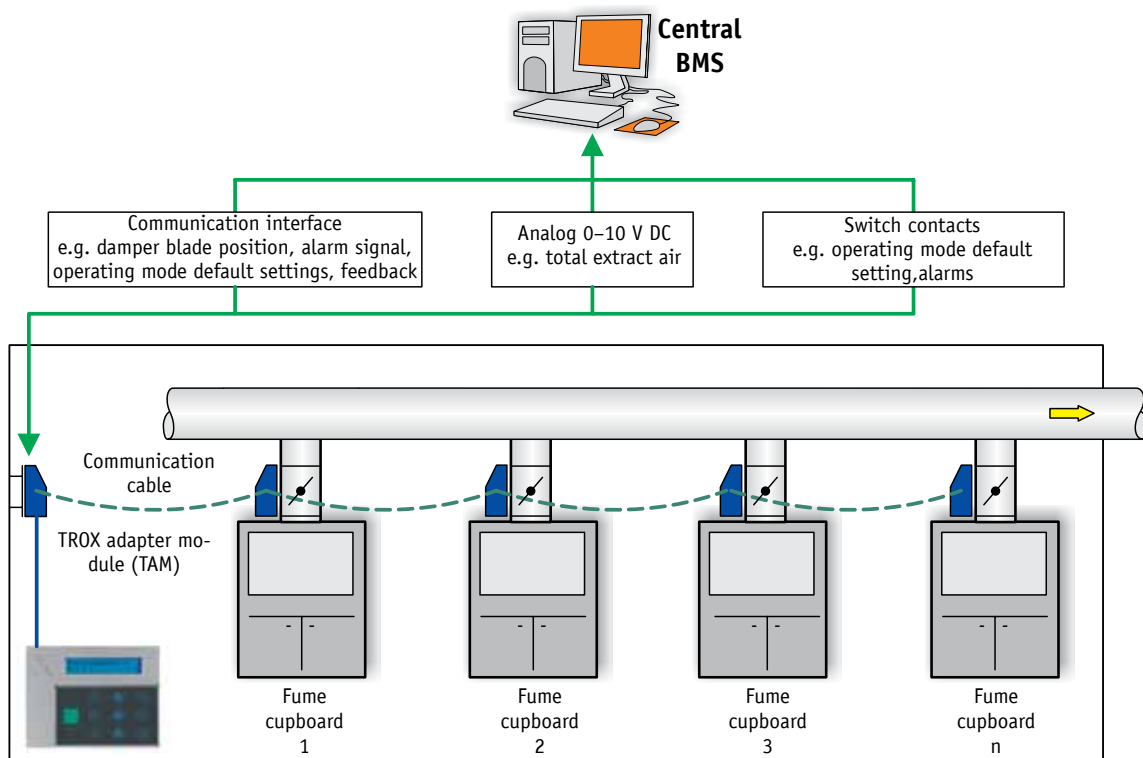 Central
BMS
Communication interface
e.g. damper blade position, alarm signal,
operating mode default settings, feedback
Analog 0–10 V DC
e.g. total extract air
Switch contacts
e.g. operating mode default
setting,alarms
Communication
cable
TROX adapter mo-
dule (TAM)
Fume
cupboard
1
Fume
cupboard
2
Fume
cupboard
3
Fume
cupboard
n